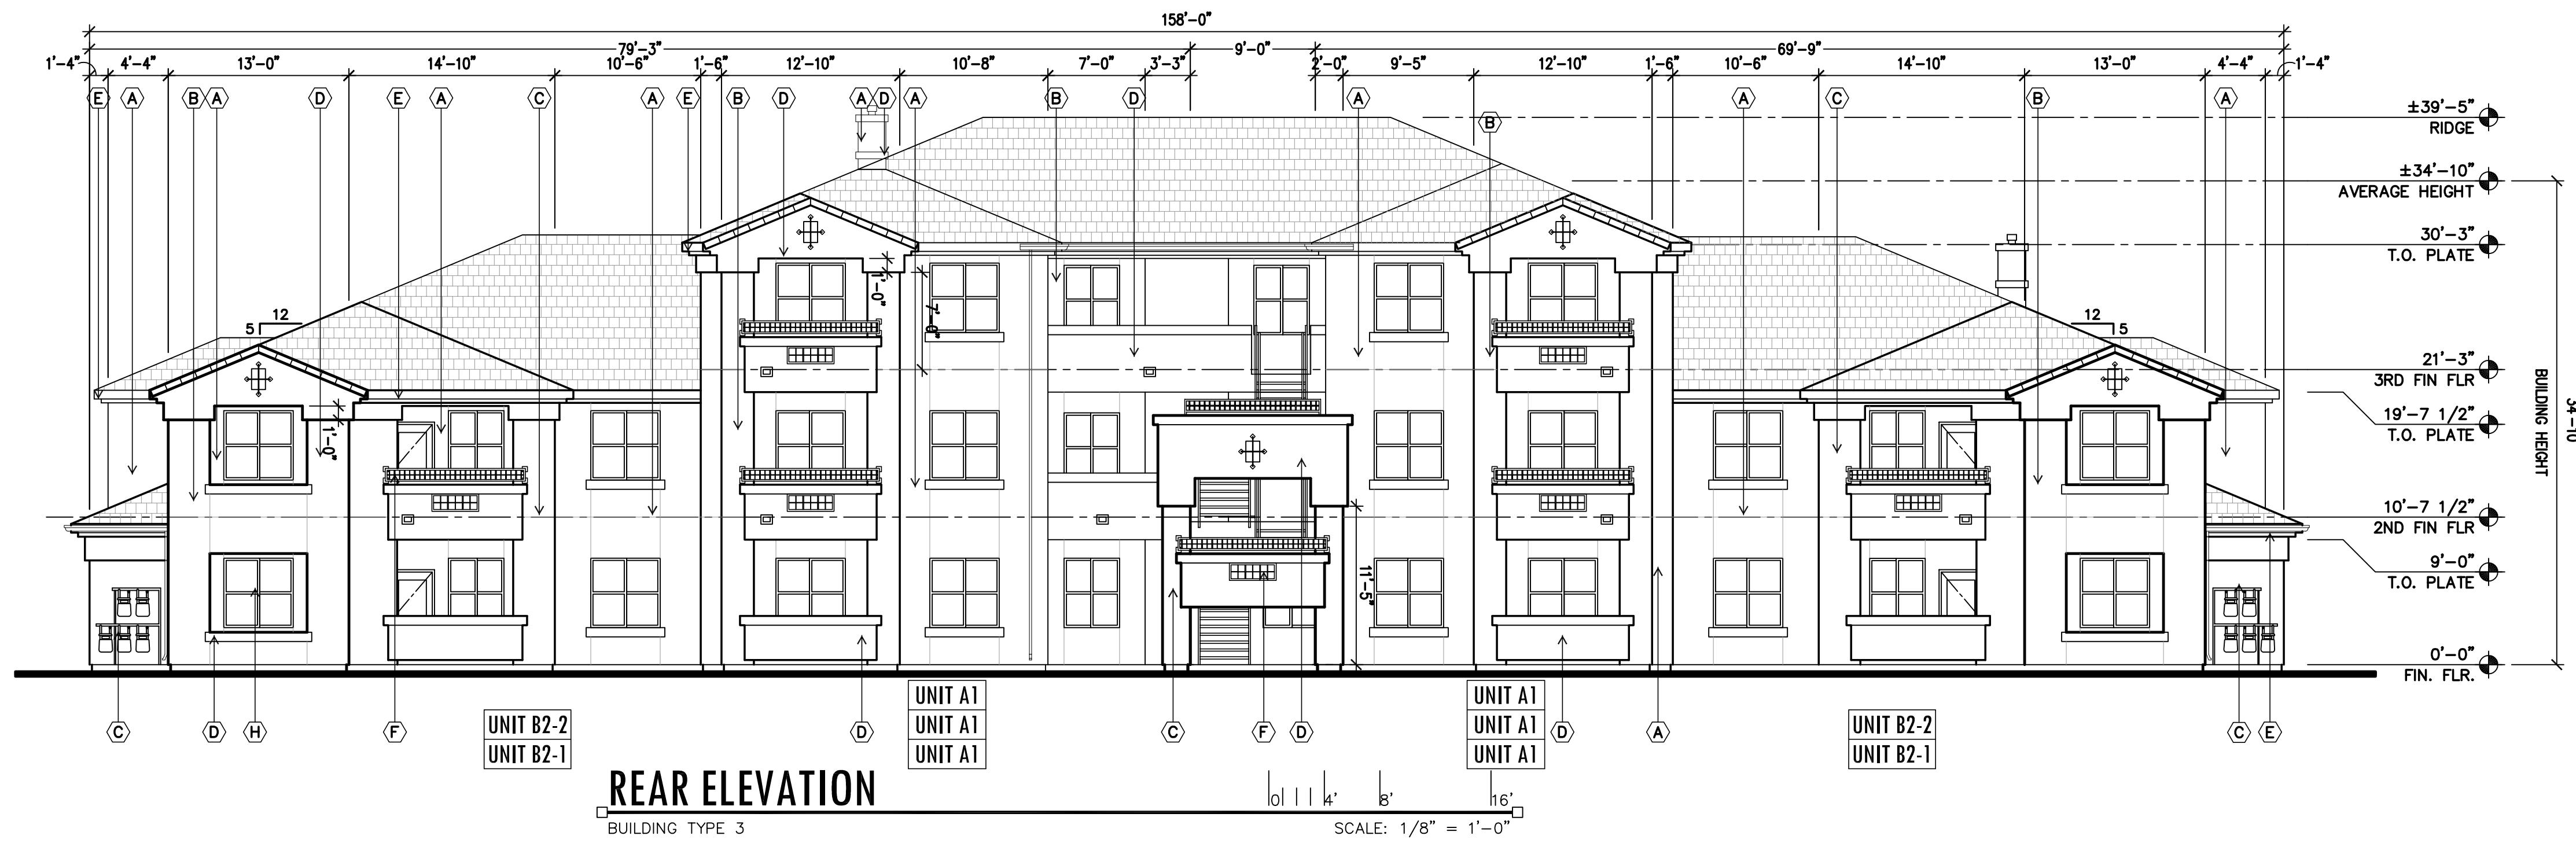 158'-0"
79'-3" 9'-0" 69'-9"
1'-4" 4'-4" 13'-0" 14'-10" 10'-6" 1'-6 12'-10" 10'-8" 7'-0" 3'-3" 2'-0" 9'-5" 12'-10" 1'-6" 10'-6" 14'-10" 13'-0" 4'-4" 1'-4"
E A B A D E A C A E B D A D A B D A B A C B A
±39'-5"
RIDGE
±34'-10"
AVERAGE HEIGHT
30'-3"
T.O. PLATE
21'-3"
3RD FIN FLR
19'-7 1/2"
T.O. PLATE
10'-7 1/2"
2ND FIN FLR
9'-0"
T.O. PLATE
0'-0"
FIN. FLR.
34'-10"
BUILDING HEIGHT
12
5
12
5
1'-0"
1'-0"
7'-0"
11'-5"
C D H F D C F D D A C E
UNIT B2-2
UNIT B2-1
UNIT A1
UNIT A1
UNIT A1
UNIT A1
UNIT A1
UNIT A1
UNIT B2-2
UNIT B2-1
REAR ELEVATION
BUILDING TYPE 3
0 4' 8' 16'
SCALE: 1/8" = 1'-0"